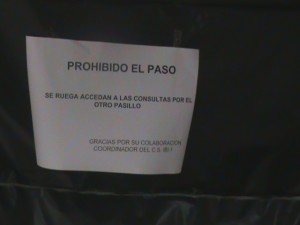 PROHIBIDO EL PASO
SE RUEGA ACCEDAN A LAS CONSULTAS POR EL
OTRO PASILLO
GRACIAS POR SU COLABORACION
COORDINADOR DEL C.S.